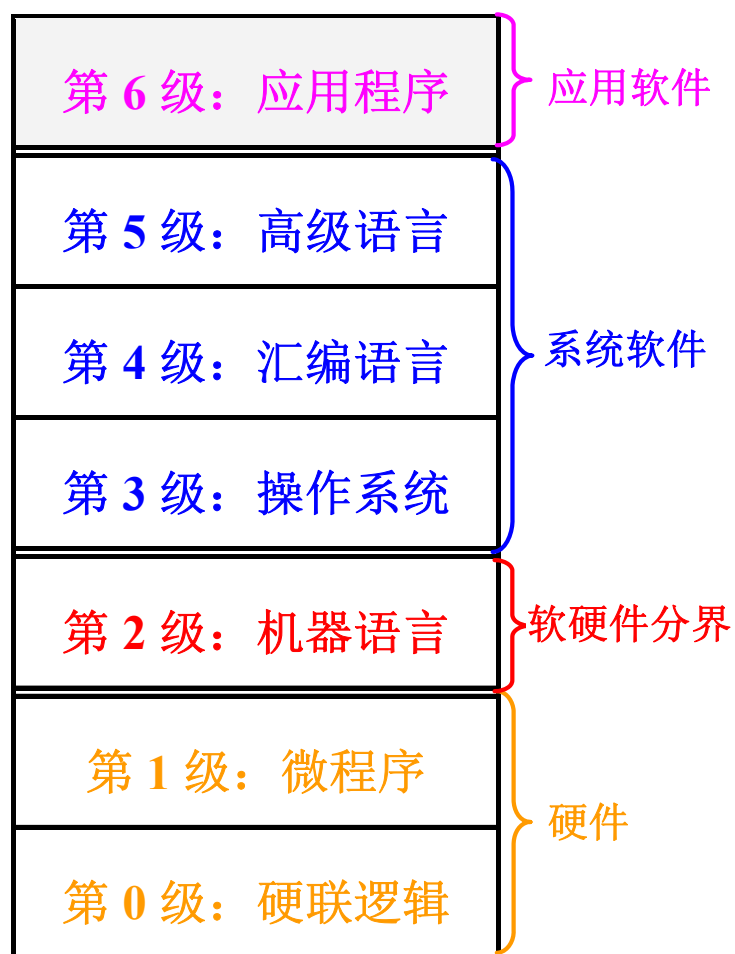 第 6 级：应用程序
应用软件
第 5 级：高级语言
第 4 级：汇编语言
系统软件
第 3 级：操作系统
第 2 级：机器语言
软硬件分界
第 1 级：微程序
硬件
第 0 级：硬联逻辑